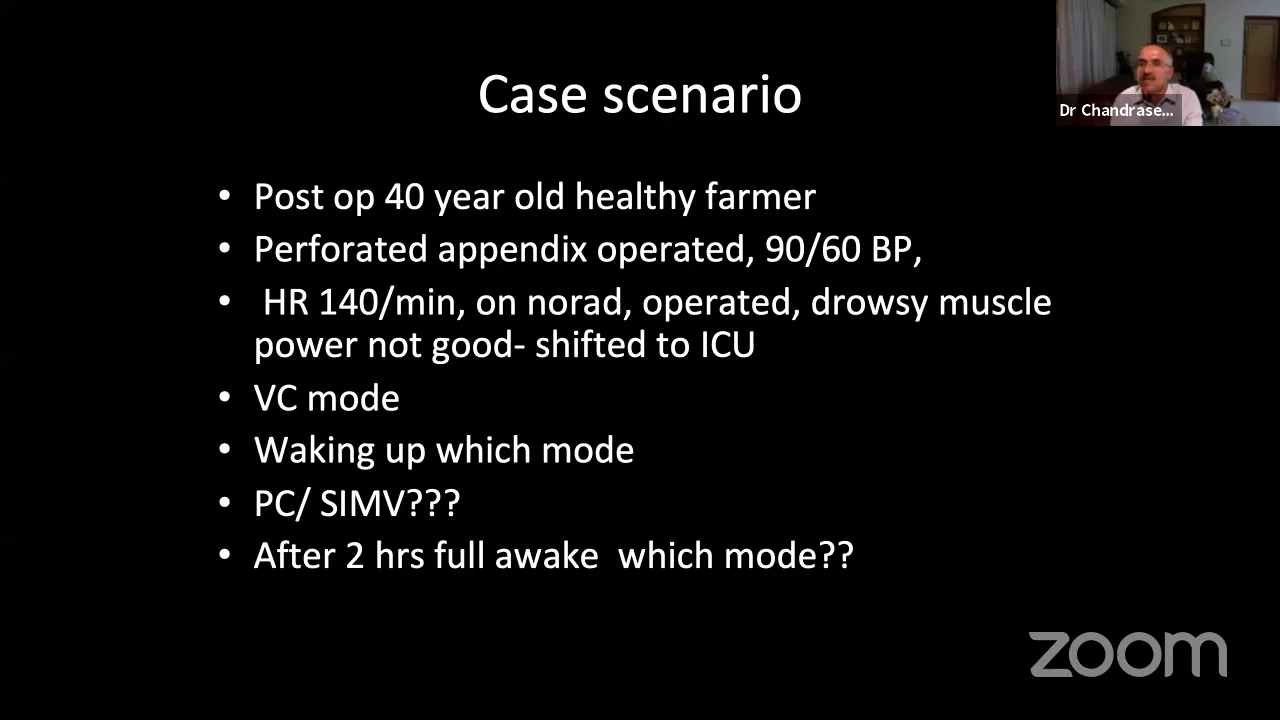 Dr Chandrase...
Case scenario
• Post op 40 year old healthy farmer
• Perforated appendix operated, 90/60 BP,
• HR 140/min, on norad, operated, drowsy muscle
power not good- shifted to ICU
• VC mode
• Waking up which mode
• PC/ SIMV???
• After 2 hrs full awake  which mode??
zoom